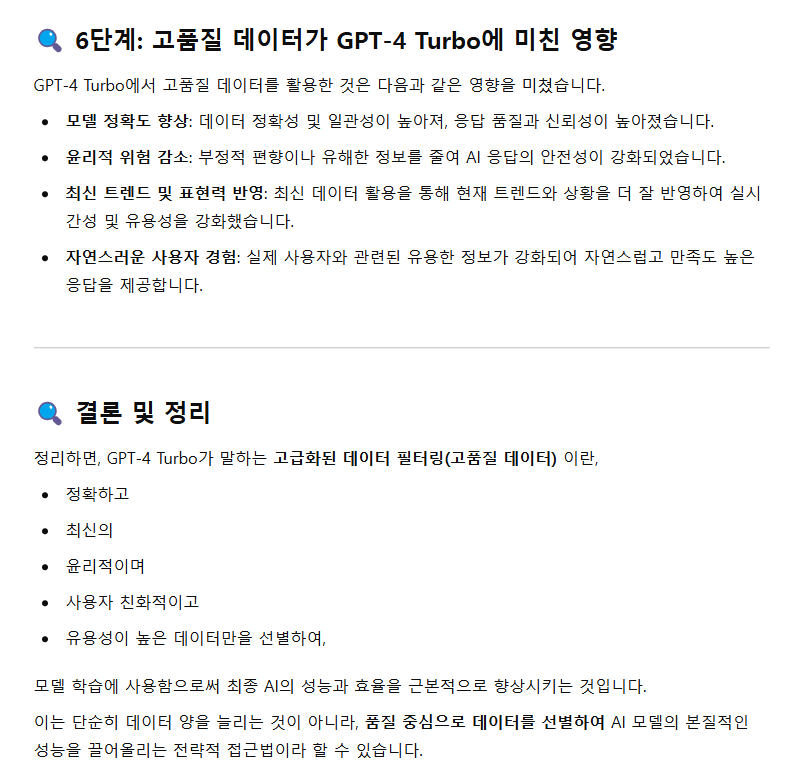 6단계: 고품질 데이터가 GPT-4 Turbo에 미친 영향
GPT-4 Turbo에서 고품질 데이터를 활용한 것은 다음과 같은 영향을 미쳤습니다.
모델 정확도 향상: 데이터 정확성 및 일관성이 높아져, 응답 품질과 신뢰성이 높아졌습니다.
윤리적 위험 감소: 부정적 편향이나 유해한 정보를 줄여 AI 응답의 안전성이 강화되었습니다.
최신 트렌드 및 표현력 반영: 최신 데이터 활용을 통해 현재 트렌드와 상황을 더 잘 반영하여 실시
간성 및 유용성을 강화했습니다.
자연스러운 사용자 경험: 실제 사용자와 관련된 유용한 정보가 강화되어 자연스럽고 만족도 높은
응답을 제공합니다.
결론 및 정리
정리하면, GPT-4 Turbo가 말하는 고급화된 데이터 필터링(고품질 데이터) 이란,
정확하고
최신의
윤리적이며
사용자 친화적이고
유용성이 높은 데이터만을 선별하여,
모델 학습에 사용함으로써 최종 AI의 성능과 효율을 근본적으로 향상시키는 것입니다.
이는 단순히 데이터 양을 늘리는 것이 아니라, 품질 중심으로 데이터를 선별하여 AI 모델의 본질적인
성능을 끌어올리는 전략적 접근법이라 할 수 있습니다.